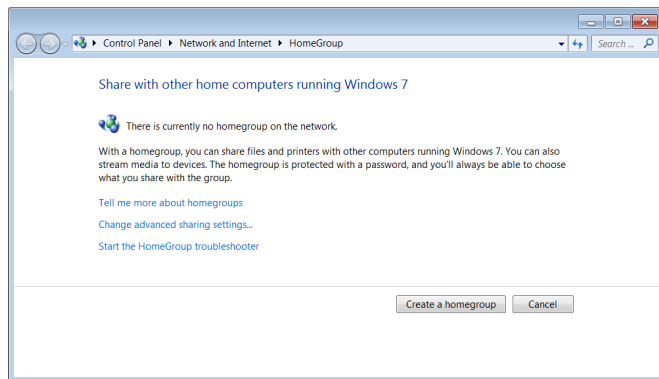 Control Panel Network and Internet HomeGroup Search ...
Share with other home computers running Windows 7
There is currently no homegroup on the network.
With a homegroup, you can share files and printers with other computers running Windows 7. You can also
stream media to devices. The homegroup is protected with a password, and you'll always be able to choose
what you share with the group.
Tell me more about homegroups
Change advanced sharing settings...
Start the HomeGroup troubleshooter
Create a homegroup Cancel